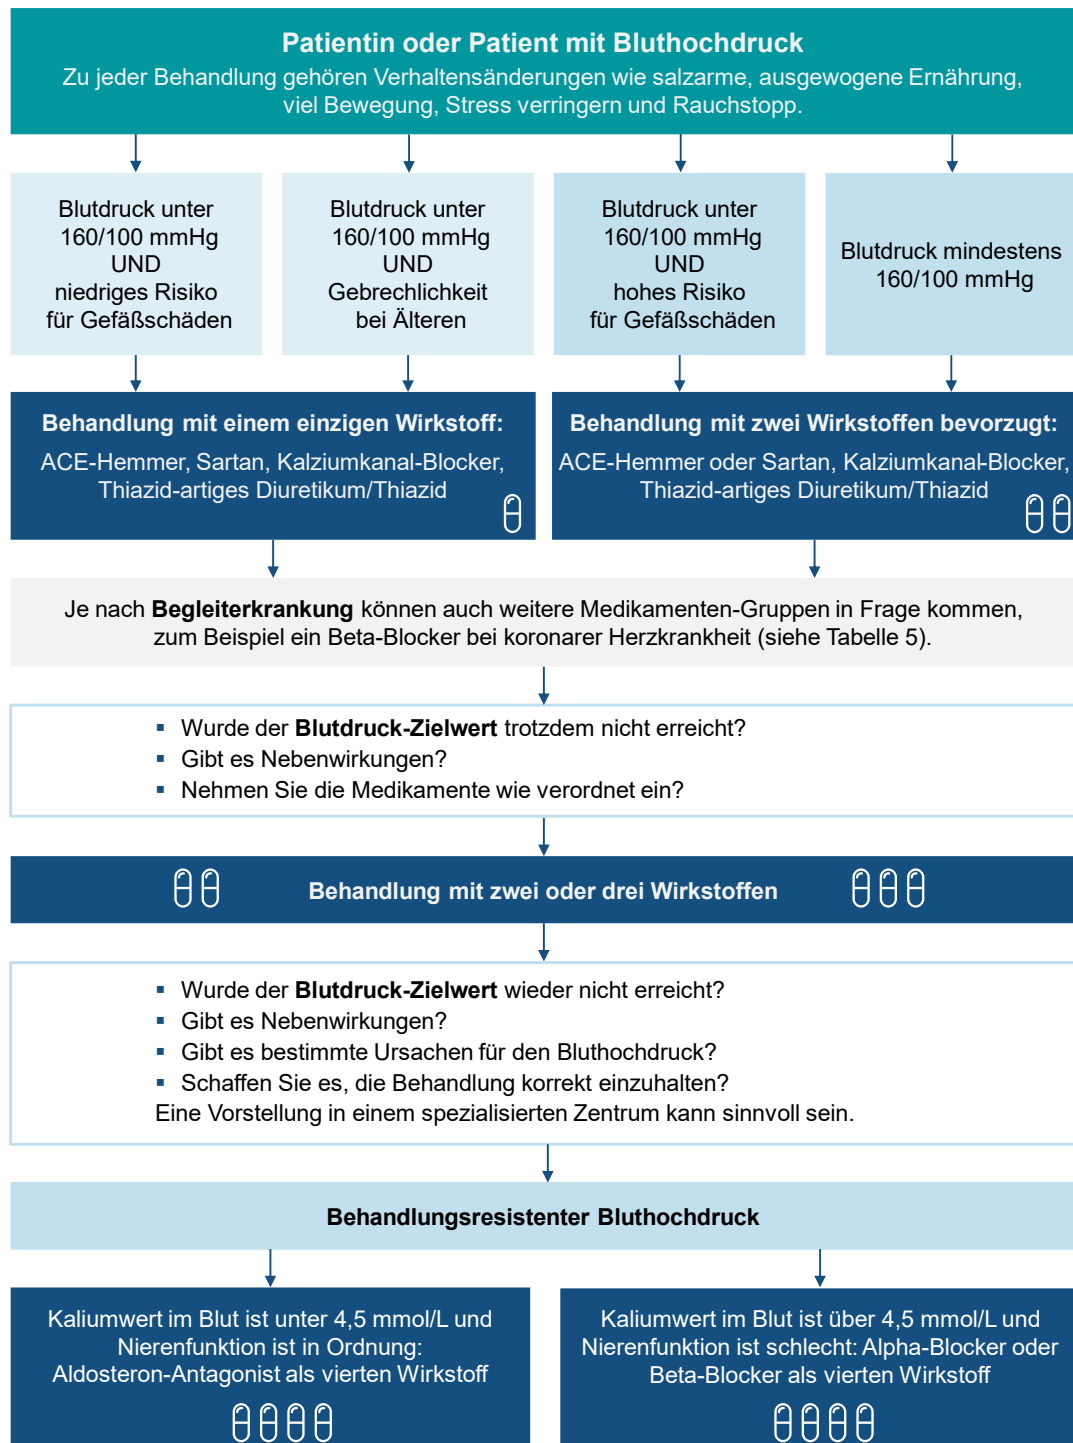 Patientin oder Patient mit Bluthochdruck
Zu jeder Behandlung gehören Verhaltensänderungen wie salzarme, ausgewogene Ernährung,
viel Bewegung, Stress verringern und Rauchstopp.
Blutdruck unter
160/100 mmHg
UND
niedriges Risiko
für Gefäßschäden
Blutdruck unter
160/100 mmHg
UND
Gebrechlichkeit
bei Älteren
Blutdruck unter
160/100 mmHg
UND
hohes Risiko
für Gefäßschäden
Blutdruck mindestens
160/100 mmHg
Behandlung mit einem einzigen Wirkstoff:
ACE-Hemmer, Sartan, Kalziumkanal-Blocker,
Thiazid-artiges Diuretikum/Thiazid
Behandlung mit zwei Wirkstoffen bevorzugt:
ACE-Hemmer oder Sartan, Kalziumkanal-Blocker,
Thiazid-artiges Diuretikum/Thiazid
Je nach Begleiterkrankung können auch weitere Medikamenten-Gruppen in Frage kommen,
zum Beispiel ein Beta-Blocker bei koronarer Herzkrankheit (siehe Tabelle 5).
▪ Wurde der Blutdruck-Zielwert trotzdem nicht erreicht?
▪ Gibt es Nebenwirkungen?
▪ Nehmen Sie die Medikamente wie verordnet ein?
Behandlung mit zwei oder drei Wirkstoffen
▪ Wurde der Blutdruck-Zielwert wieder nicht erreicht?
▪ Gibt es Nebenwirkungen?
▪ Gibt es bestimmte Ursachen für den Bluthochdruck?
▪ Schaffen Sie es, die Behandlung korrekt einzuhalten?
Eine Vorstellung in einem spezialisierten Zentrum kann sinnvoll sein.
Behandlungsresistenter Bluthochdruck
Kaliumwert im Blut ist unter 4,5 mmol/L und
Nierenfunktion ist in Ordnung:
Aldosteron-Antagonist als vierten Wirkstoff
Kaliumwert im Blut ist über 4,5 mmol/L und
Nierenfunktion ist schlecht: Alpha-Blocker oder
Beta-Blocker als vierten Wirkstoff